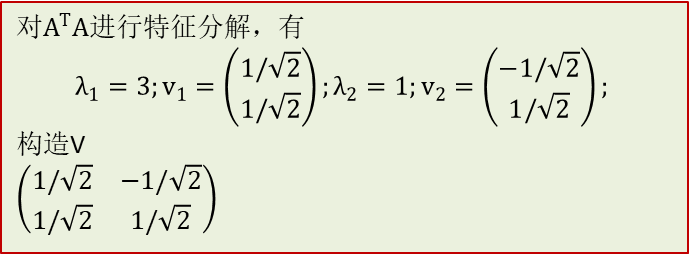 对AᵀA进行特征分解，有
λ₁ = 3; v₁ = (1/√2 1/√2); λ₂ = 1; v₂ = (−1/√2 1/√2);
构造V
(1/√2 −1/√2
1/√2 1/√2)